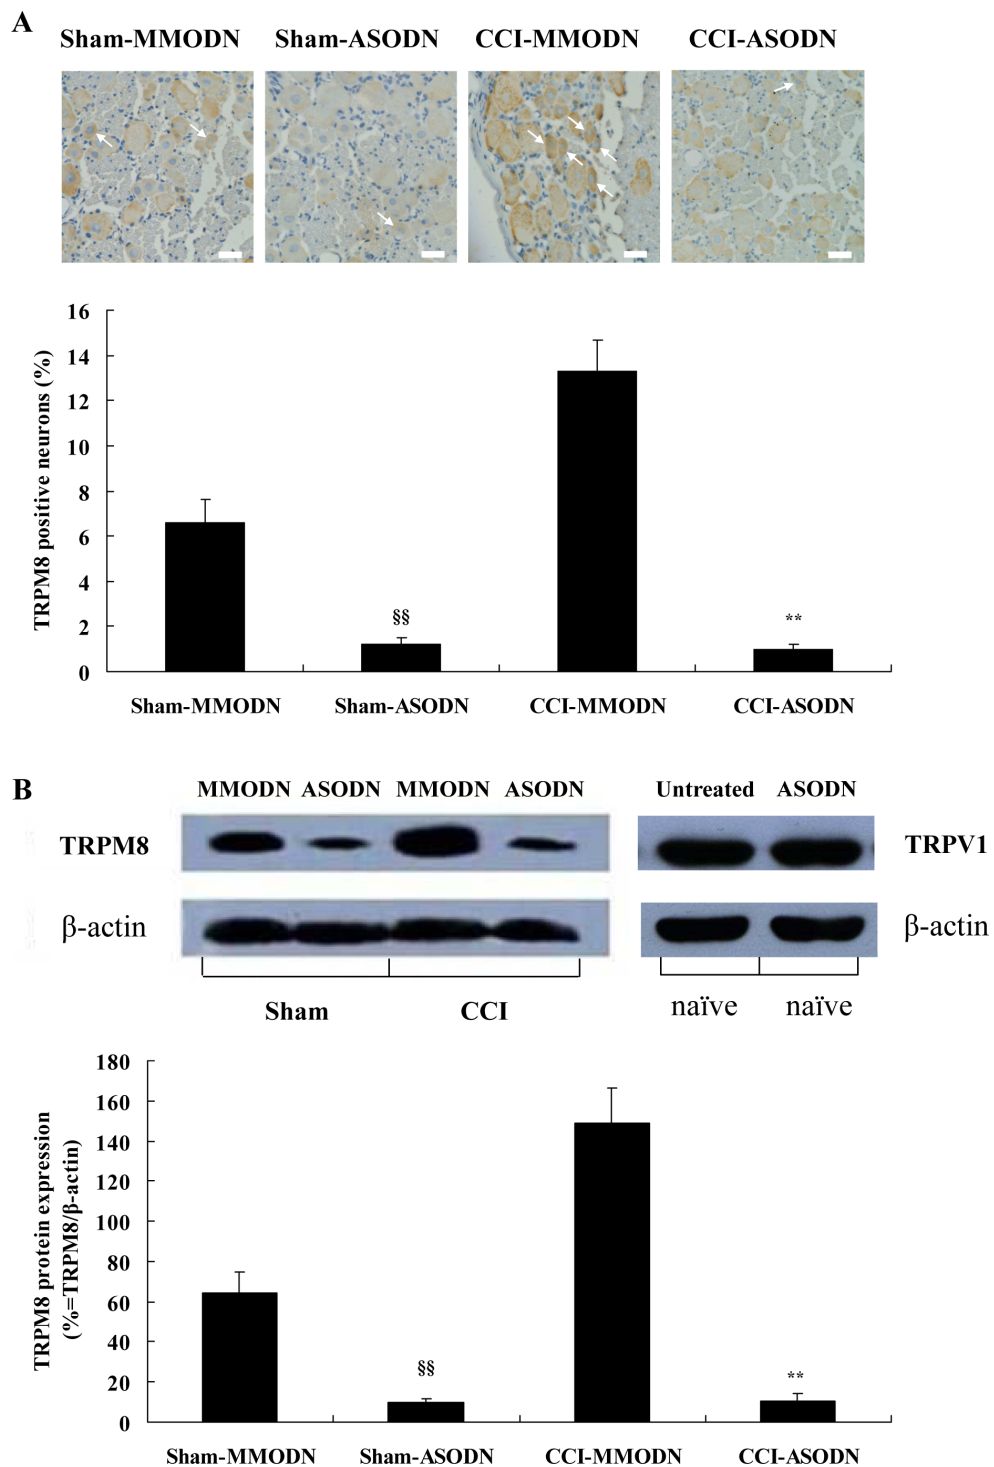 A
Sham-MMODN Sham-ASODN CCI-MMODN CCI-ASODN
TRPM8 positive neurons (%)
16
14
12
10
8
6
4
2
0
§§
**
Sham-MMODN Sham-ASODN CCI-MMODN CCI-ASODN
B
MMODN ASODN MMODN ASODN Untreated ASODN
TRPM8 TRPV1
β-actin β-actin
Sham CCI naïve naïve
TRPM8 protein expression
(%=TRPM8/β-actin)
180
160
140
120
100
80
60
40
20
0
§§
**
Sham-MMODN Sham-ASODN CCI-MMODN CCI-ASODN